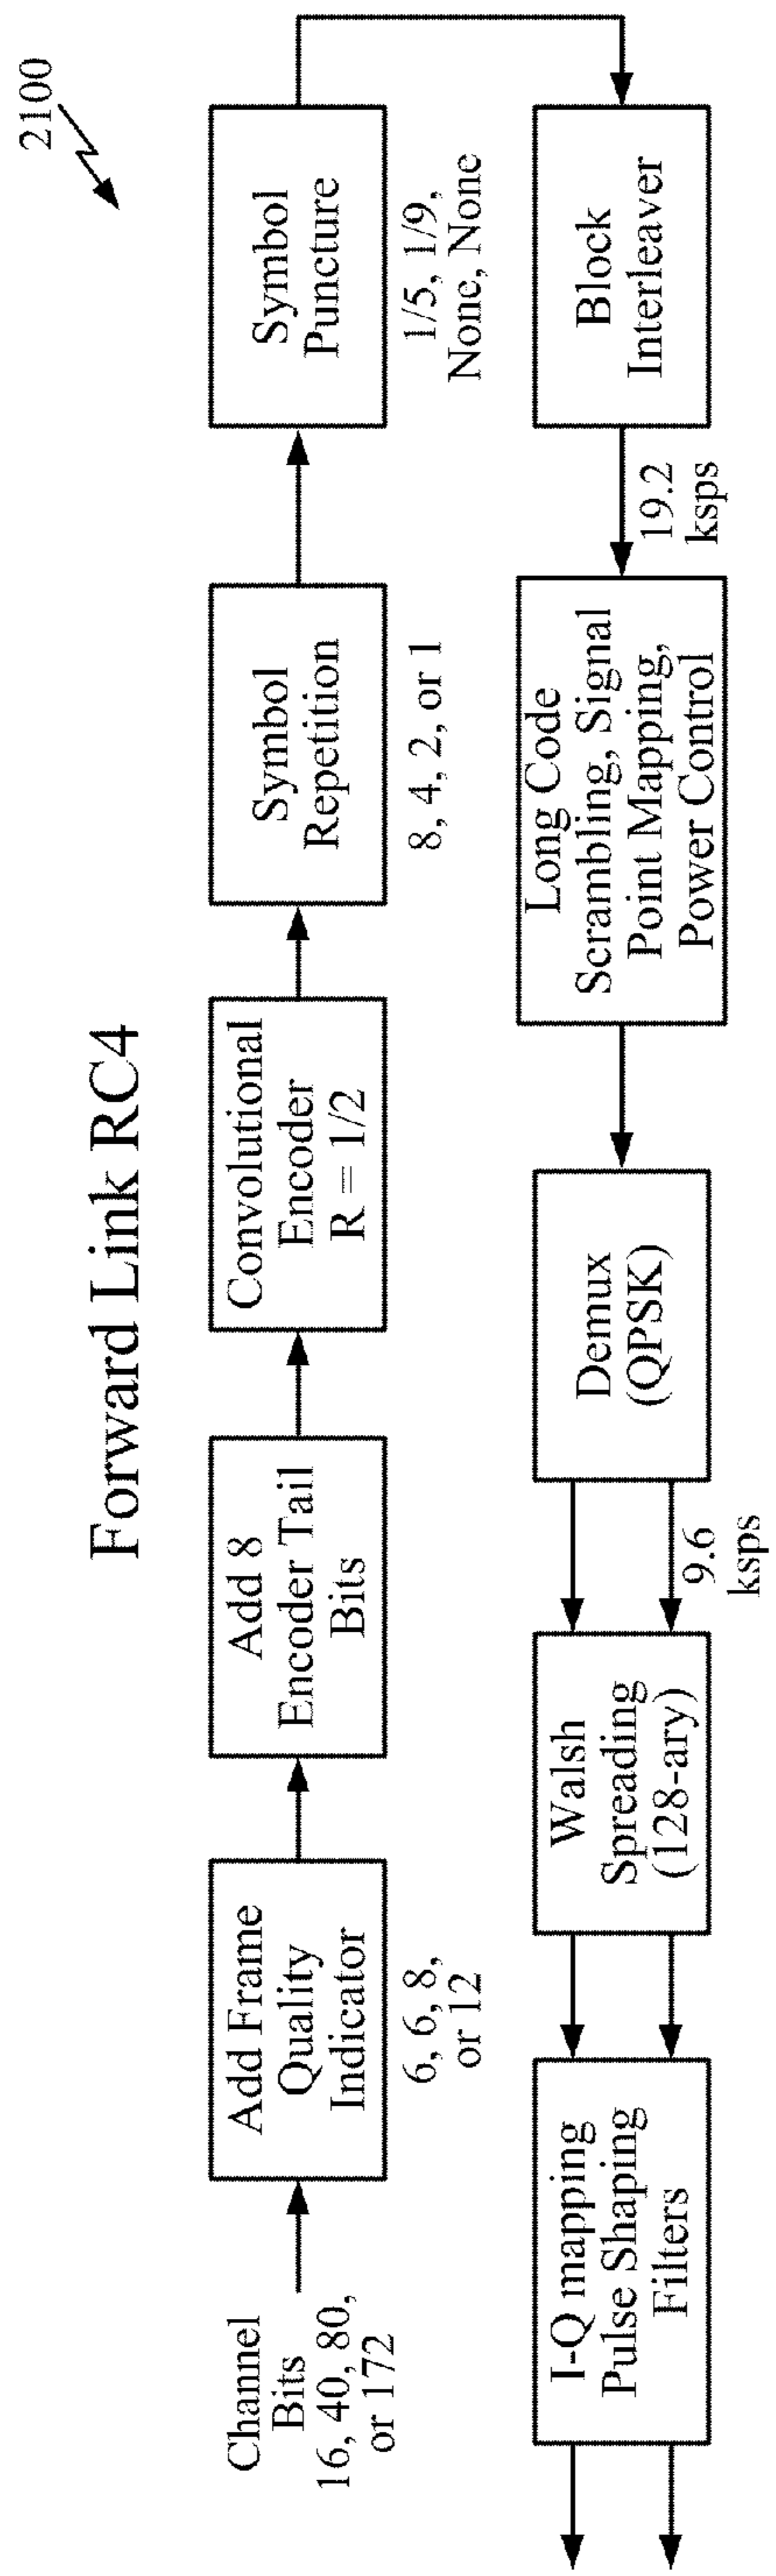 2100
Forward Link RC4
Channel
Bits
16, 40, 80,
or 172
Add Frame
Quality
Indicator
6, 6, 8,
or 12
Add 8
Encoder Tail
Bits
Convolutional
Encoder
R = 1/2
Symbol
Repetition
8, 4, 2, or 1
Symbol
Puncture
1/5, 1/9,
None, None
Block
Interleaver
19.2
ksps
Long Code
Scrambling, Signal
Point Mapping,
Power Control
Demux
(QPSK)
9.6
ksps
Walsh
Spreading
(128-ary)
I-Q mapping
Pulse Shaping
Filters